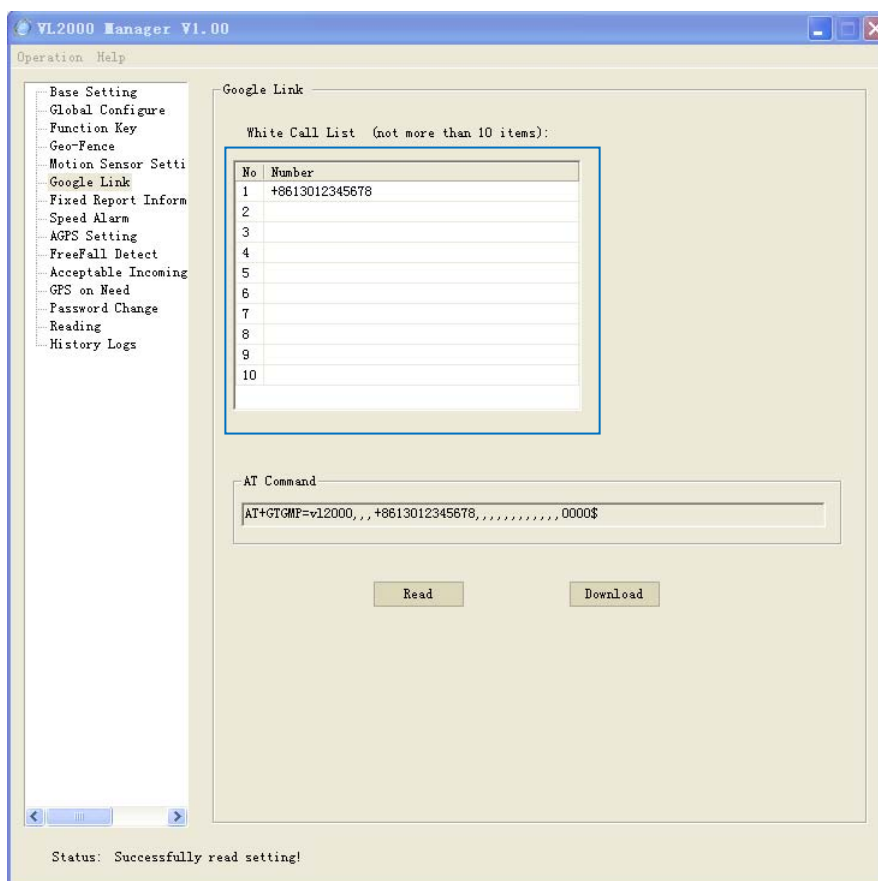 VL2000 Manager V1.00
Operation Help
Base Setting
Global Configure
Function Key
Geo-Fence
Motion Sensor Setti
Google Link
Fixed Report Inform
Speed Alarm
AGPS Setting
FreeFall Detect
Acceptable Incoming
GPS on Need
Password Change
Reading
History Logs
Google Link
White Call List (not more than 10 items):
No Number
1 +8613012345678
2
3
4
5
6
7
8
9
10
AT Command
AT+GTGMP=vl2000,,,+8613012345678,,,,,,,,,,,,0000$
Read Download
Status: Successfully read setting!